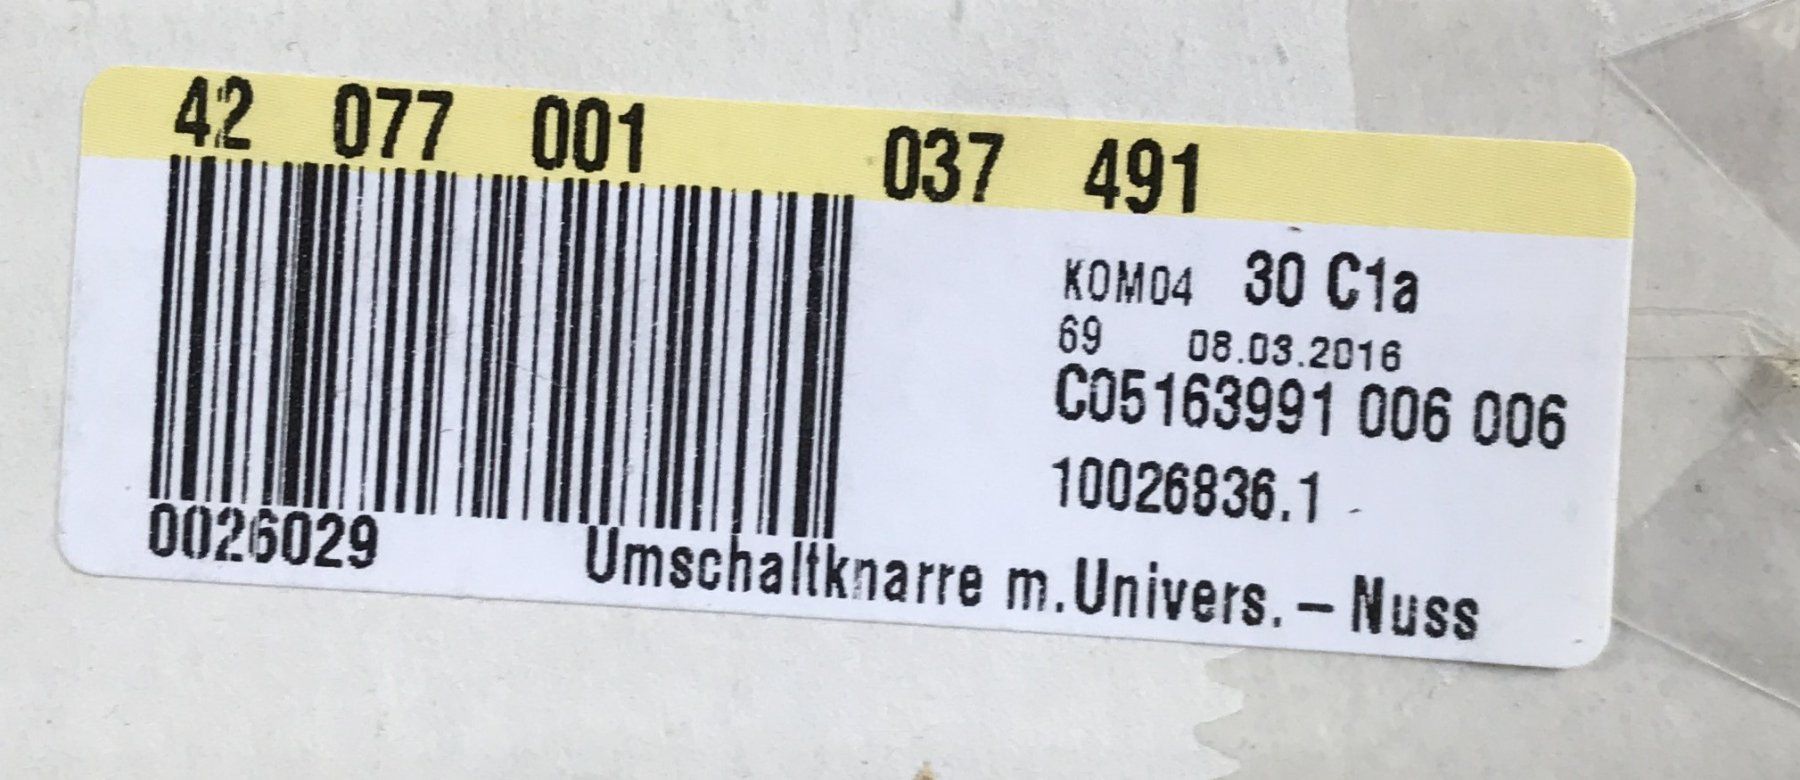 42 077 001 037 491
KOM04 30 C1a
69 08.03.2016
C05163991 006 006
10026836.1
0026029 Umschaltknarre m.Univers.-Nuss